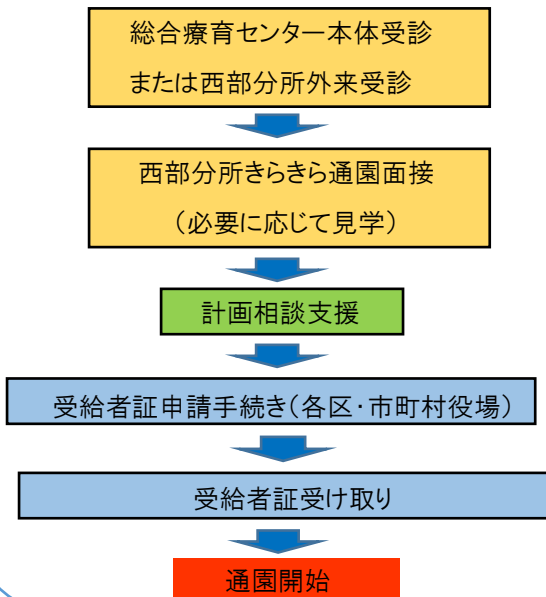 総合療育センター本体受診
または西部分所外来受診
西部分所きらきら通園面接
（必要に応じて見学）
計画相談支援
受給者証申請手続き（各区・市町村役場）
受給者証受け取り
通園開始